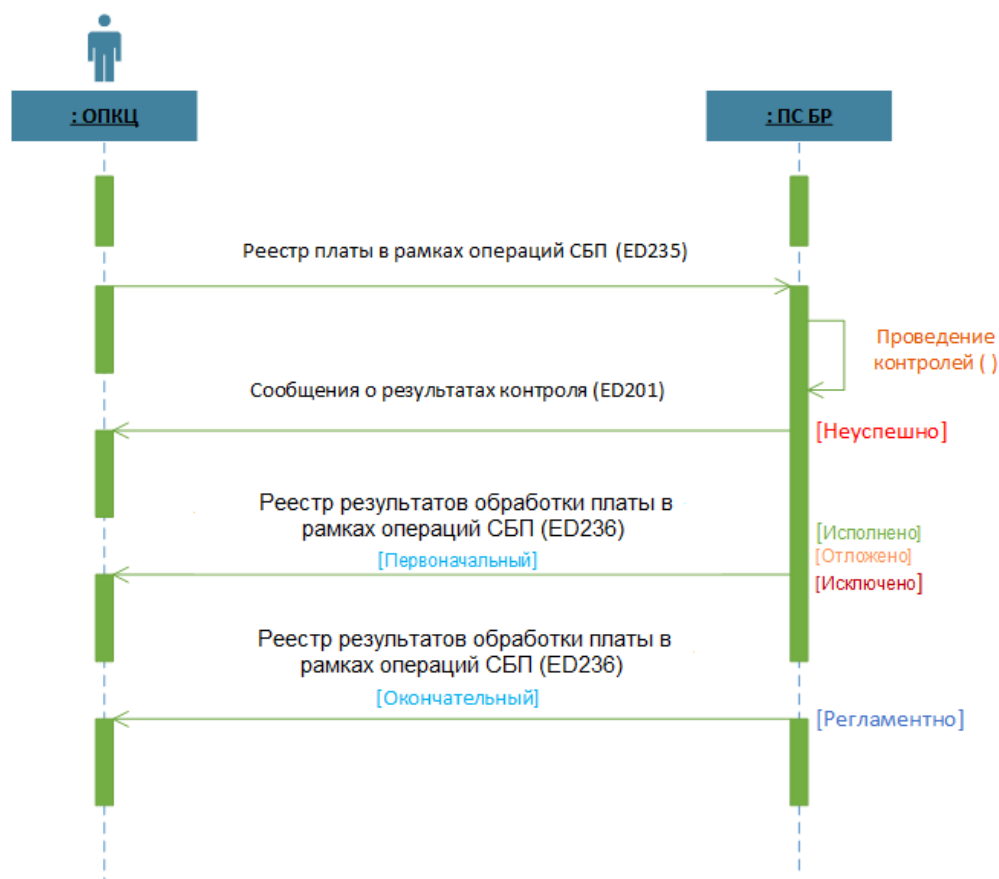 : ОПКЦ
: ПС БР
Реестр платы в рамках операций СБП (ED235)
Проведение
контролей ( )
Сообщения о результатах контроля (ED201)
[Неуспешно]
Реестр результатов обработки платы в
рамках операций СБП (ED236)
[Первоначальный]
[Исполнено]
[Отложено]
[Исключено]
Реестр результатов обработки платы в
рамках операций СБП (ED236)
[Окончательный]
[Регламентно]